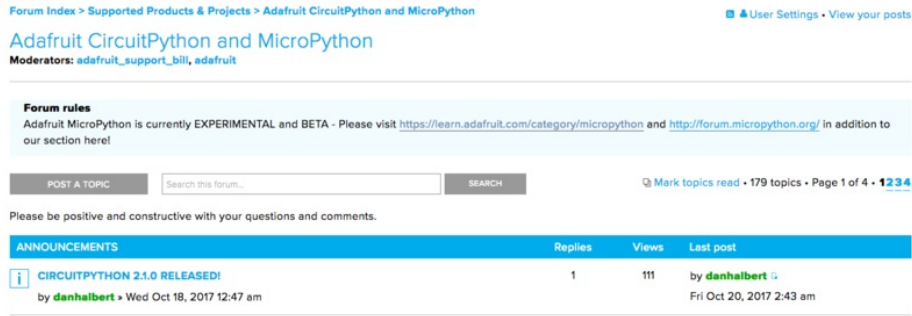 Forum Index > Supported Products & Projects > Adafruit CircuitPython and MicroPython
User Settings • View your posts
Adafruit CircuitPython and MicroPython
Moderators: adafruit_support_bill, adafruit
Forum rules
Adafruit MicroPython is currently EXPERIMENTAL and BETA - Please visit https://learn.adafruit.com/category/micropython and http://forum.micropython.org/ in addition to
our section here!
POST A TOPIC
Search this forum...
SEARCH
Mark topics read • 179 topics • Page 1 of 4 • 1 2 3 4
Please be positive and constructive with your questions and comments.
ANNOUNCEMENTS Replies Views Last post
CIRCUITPYTHON 2.1.0 RELEASED! 1 111 by danhalbert
by danhalbert » Wed Oct 18, 2017 12:47 am Fri Oct 20, 2017 2:43 am